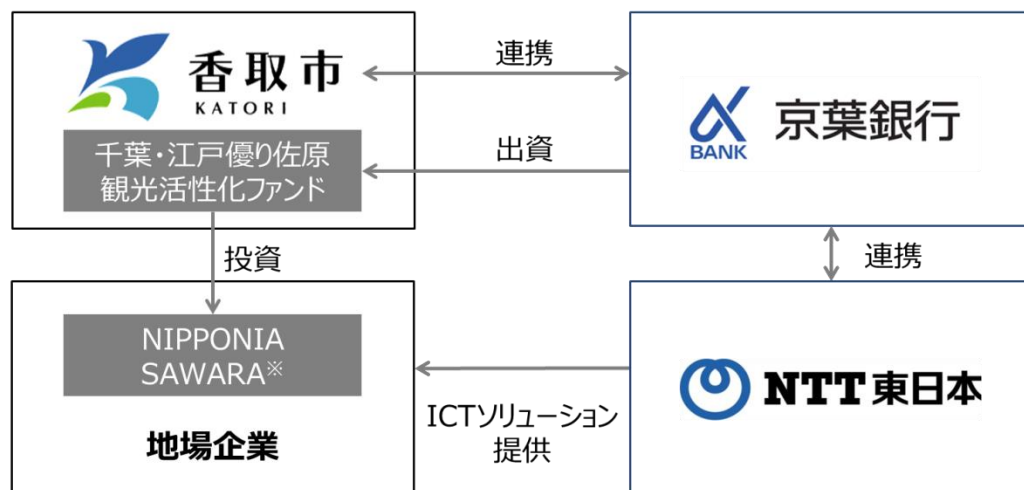 香取市
KATORI
千葉・江戸優り佐原
観光活性化ファンド
連携
出資
BANK
京葉銀行
投資
連携
NIPPONIA
SAWARA※
地場企業
ICTソリューション
提供
NTT東日本